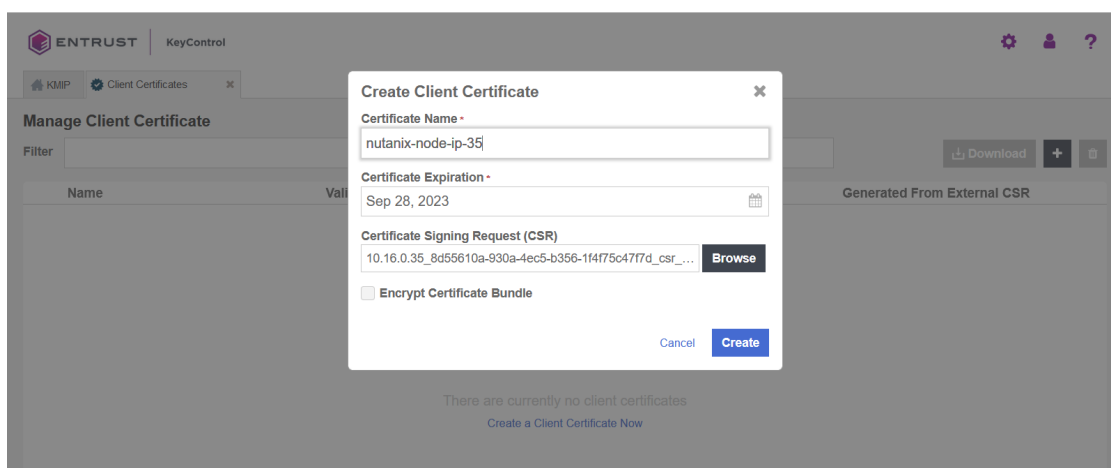 ENTRUST KeyControl ?
KMIP Client Certificates
Manage Client Certificate
Filter
Download +
Name Vali Generated From External CSR
Create Client Certificate
Certificate Name *
nutanix-node-ip-35
Certificate Expiration *
Sep 28, 2023
Certificate Signing Request (CSR)
10.16.0.35_8d55610a-930a-4ec5-b356-1f4f75c47f7d_csr_... Browse
Encrypt Certificate Bundle
Cancel Create
There are currently no client certificates
Create a Client Certificate Now